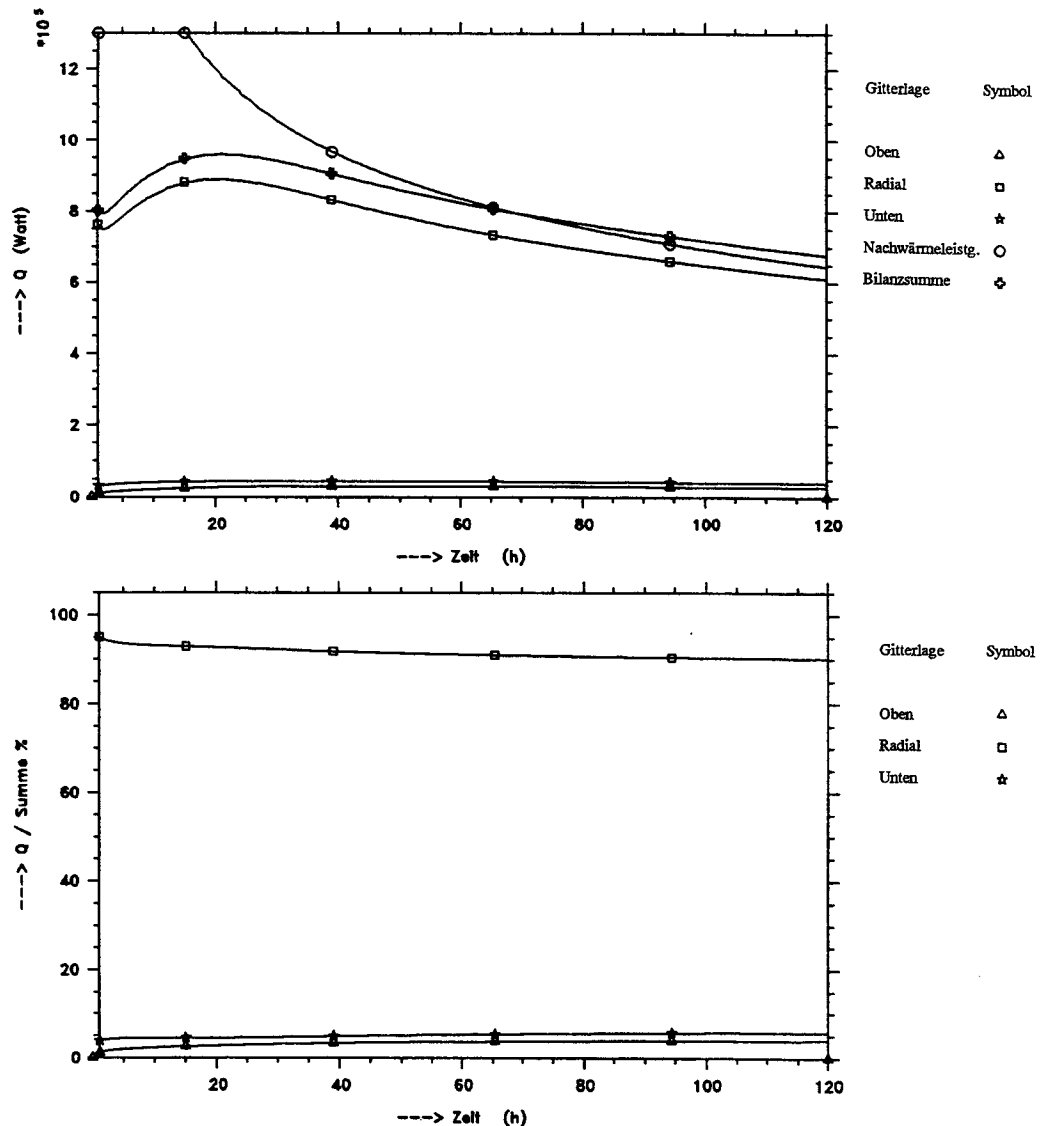 *10 5
12
10
8
6
4
2
0
20 40 60 80 100 120
----> Q (Watt)
----> Zeit (h)
Gitterlage Symbol
Oben
Radial
Unten
Nachwärmeleistg.
Bilanzsumme
100
80
60
40
20
0
20 40 60 80 100 120
----> Q / Summe %
----> Zeit (h)
Gitterlage Symbol
Oben
Radial
Unten